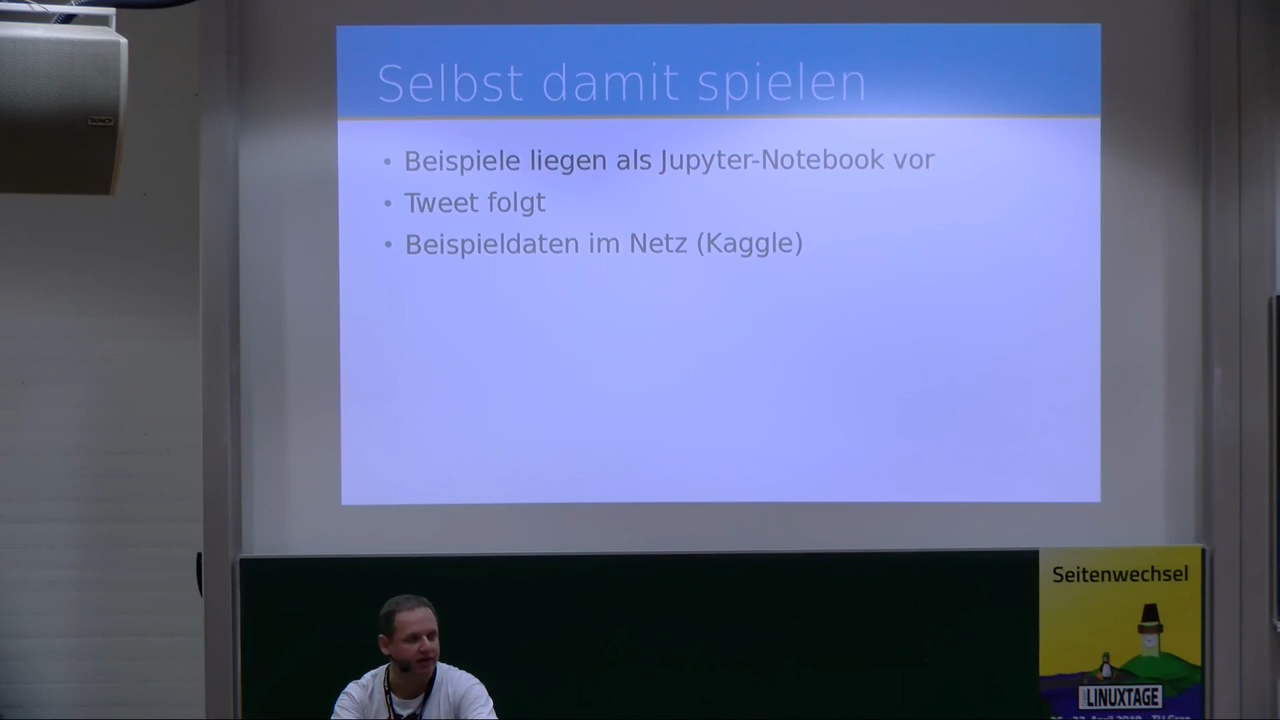 Selbst damit spielen
• Beispiele liegen als Jupyter-Notebook vor
• Tweet folgt
• Beispieldaten im Netz (Kaggle)
Seitenwechsel
LINUXTAGE